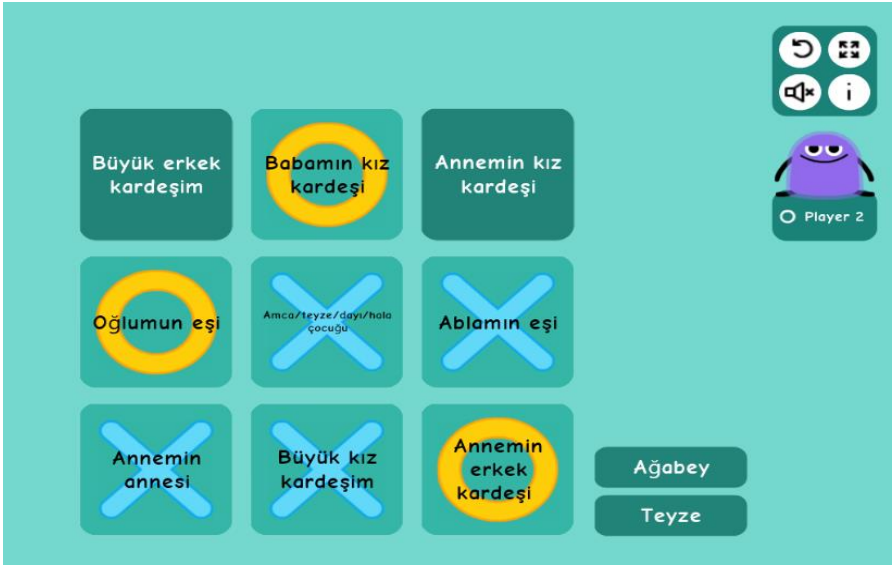 Büyük erkek
kardeşim
Babamın kız
kardeşi
Annemin kız
kardeşi
Player 2
Oğlumun eşi
Amca/teyze/dayı/hala
çocuğu
Ablamın eşi
Annemin
annesi
Büyük kız
kardeşim
Annemin
erkek
kardeşi
Ağabey
Teyze